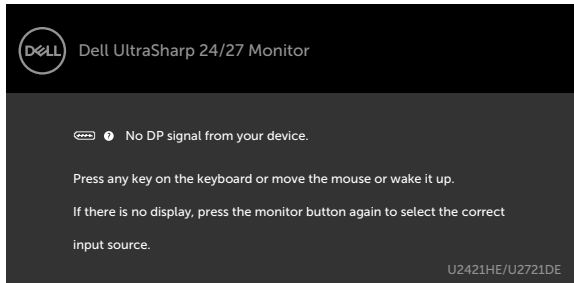 DELL
Dell UltraSharp 24/27 Monitor
? No DP signal from your device.
Press any key on the keyboard or move the mouse or wake it up.
If there is no display, press the monitor button again to select the correct
input source.
U2421HE/U2721DE